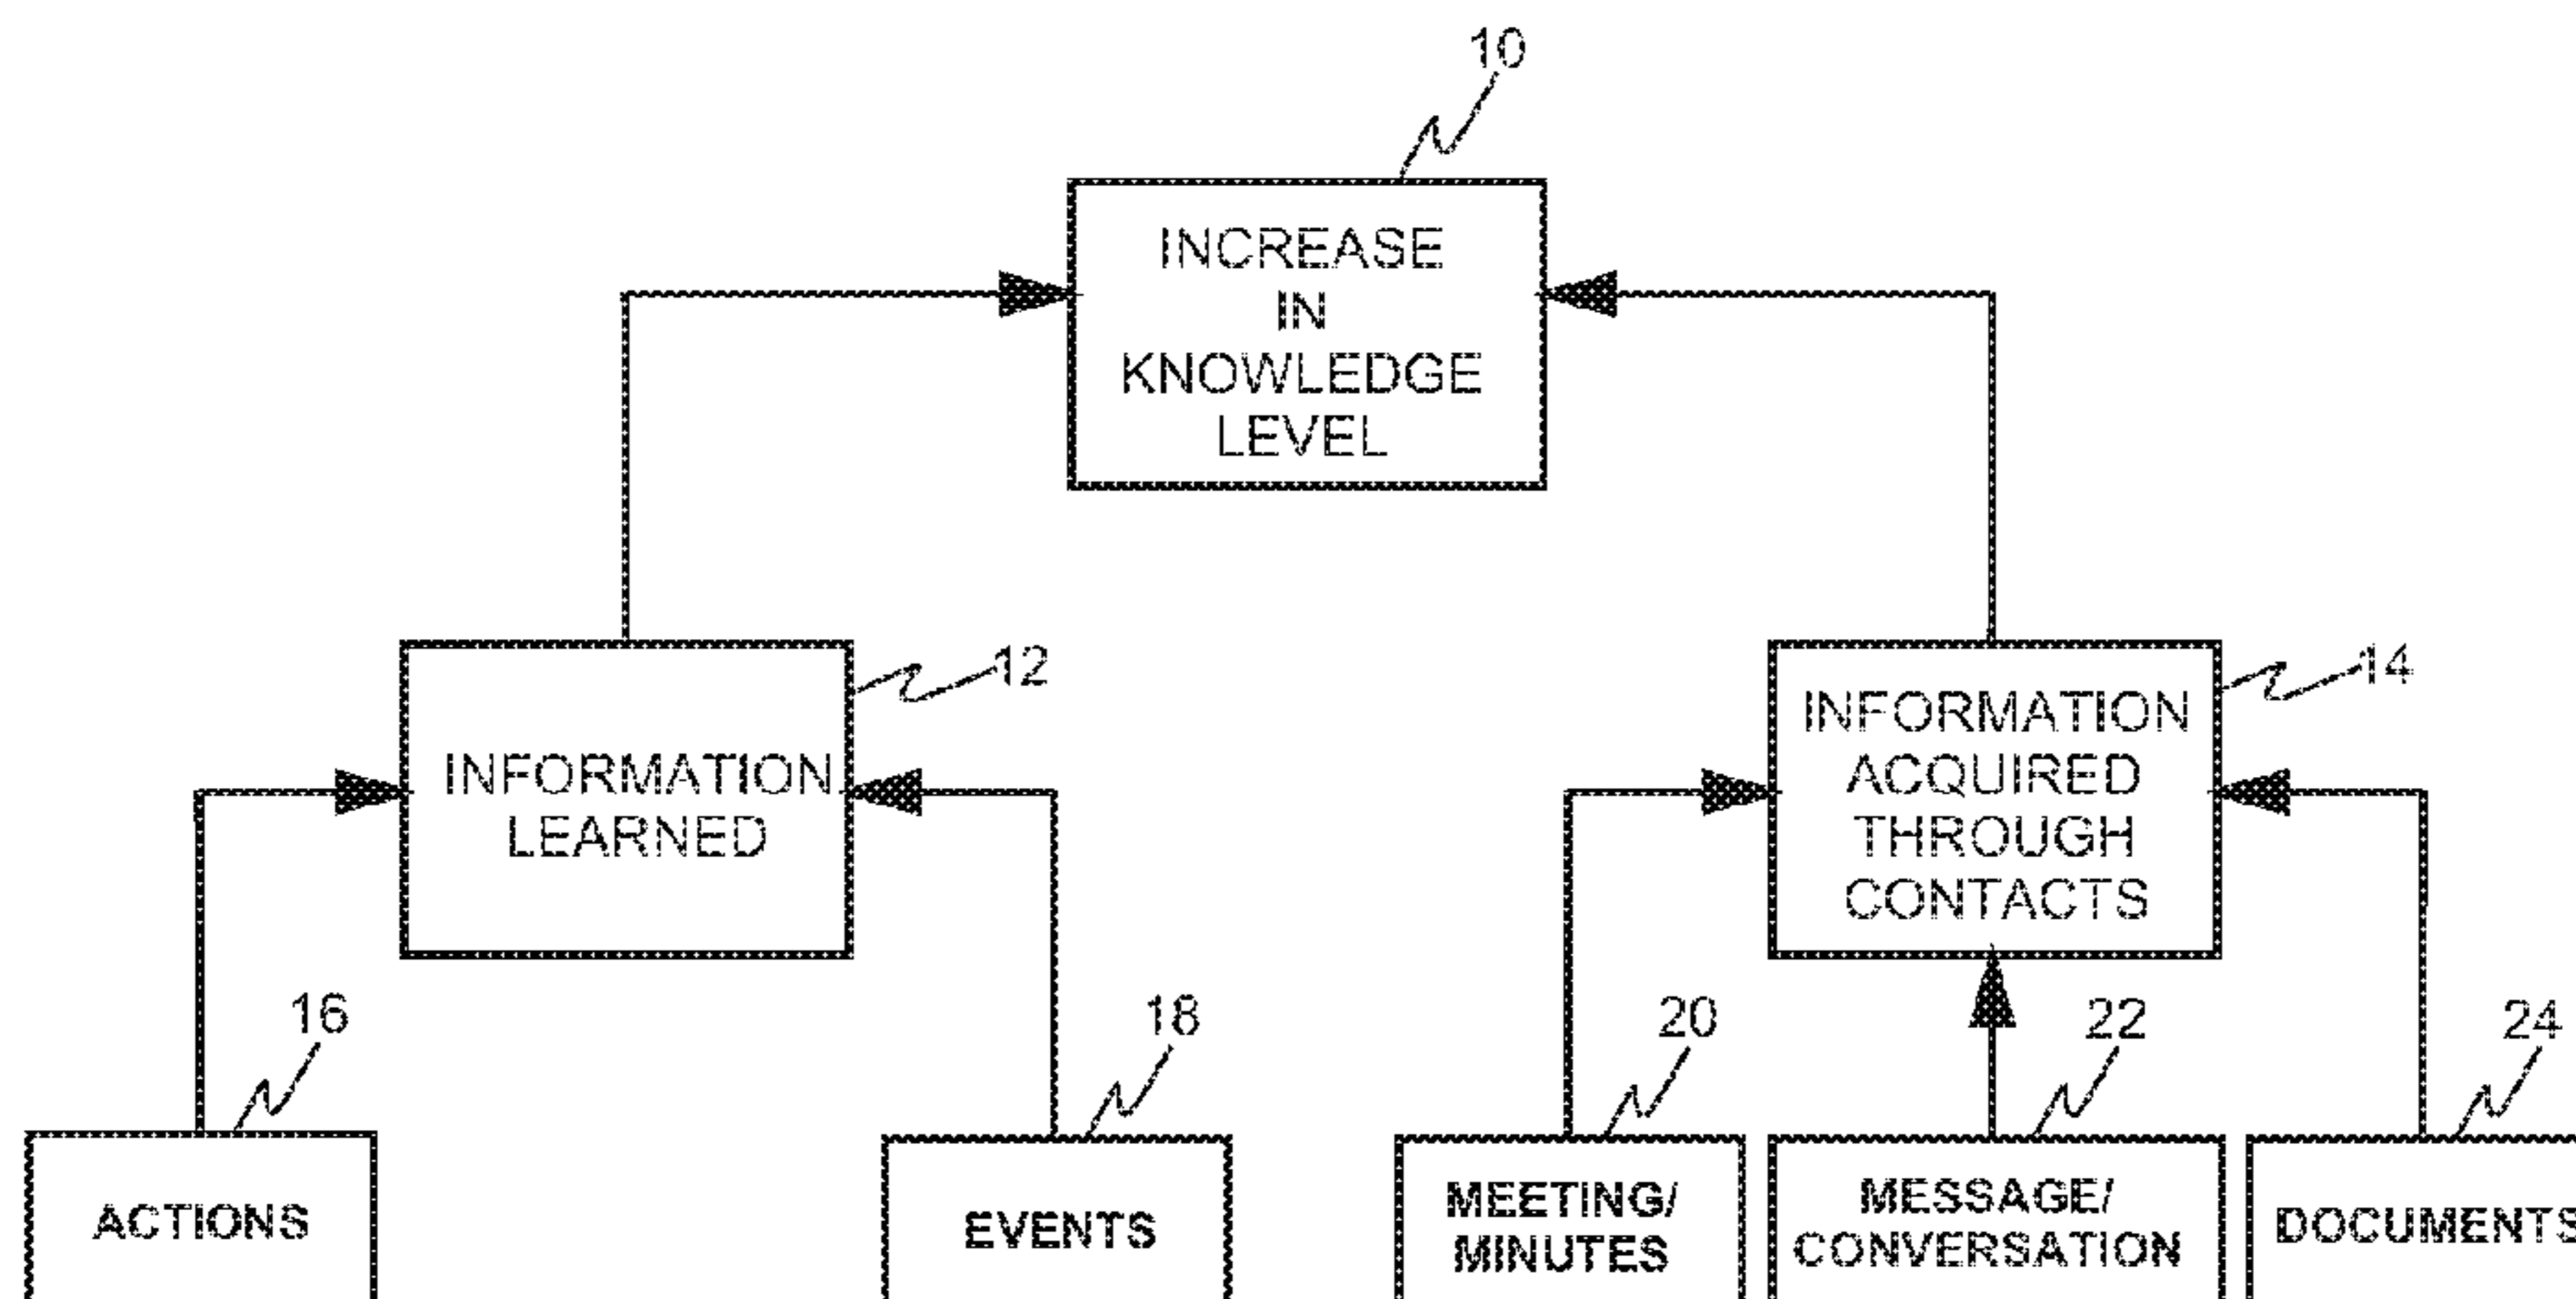 10
INCREASE
IN
KNOWLEDGE
LEVEL
12
INFORMATION
LEARNED
14
INFORMATION
ACQUIRED
THROUGH
CONTACTS
16
18
20
22
24
ACTIONS
EVENTS
MEETING/
MINUTES
MESSAGE/
CONVERSATION
DOCUMENTS